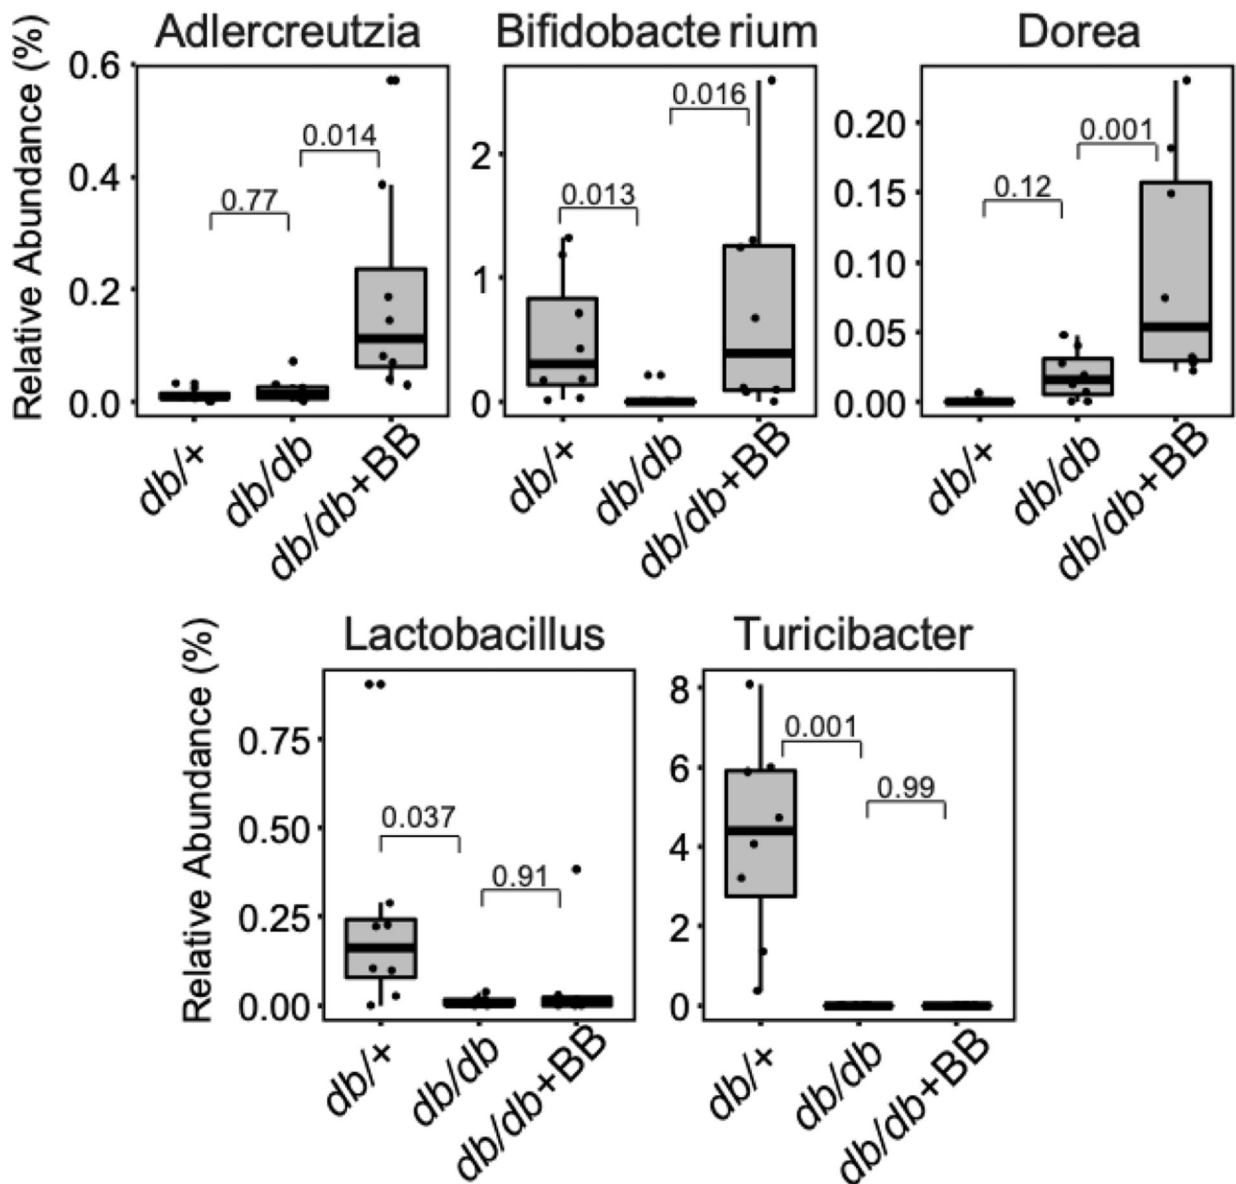 Adlercreutzia
Bifidobacte rium
Dorea
Relative Abundance (%)
0.6
0.4
0.2
0.0
0.77
0.014
db/+
db/db
db/db+BB
2
1
0
0.013
0.016
db/+
db/db
db/db+BB
0.20
0.15
0.10
0.05
0.00
0.12
0.001
db/+
db/db
db/db+BB
Lactobacillus
Turicibacter
Relative Abundance (%)
0.75
0.50
0.25
0.00
0.037
0.91
db/+
db/db
db/db+BB
8
6
4
2
0
0.001
0.99
db/+
db/db
db/db+BB